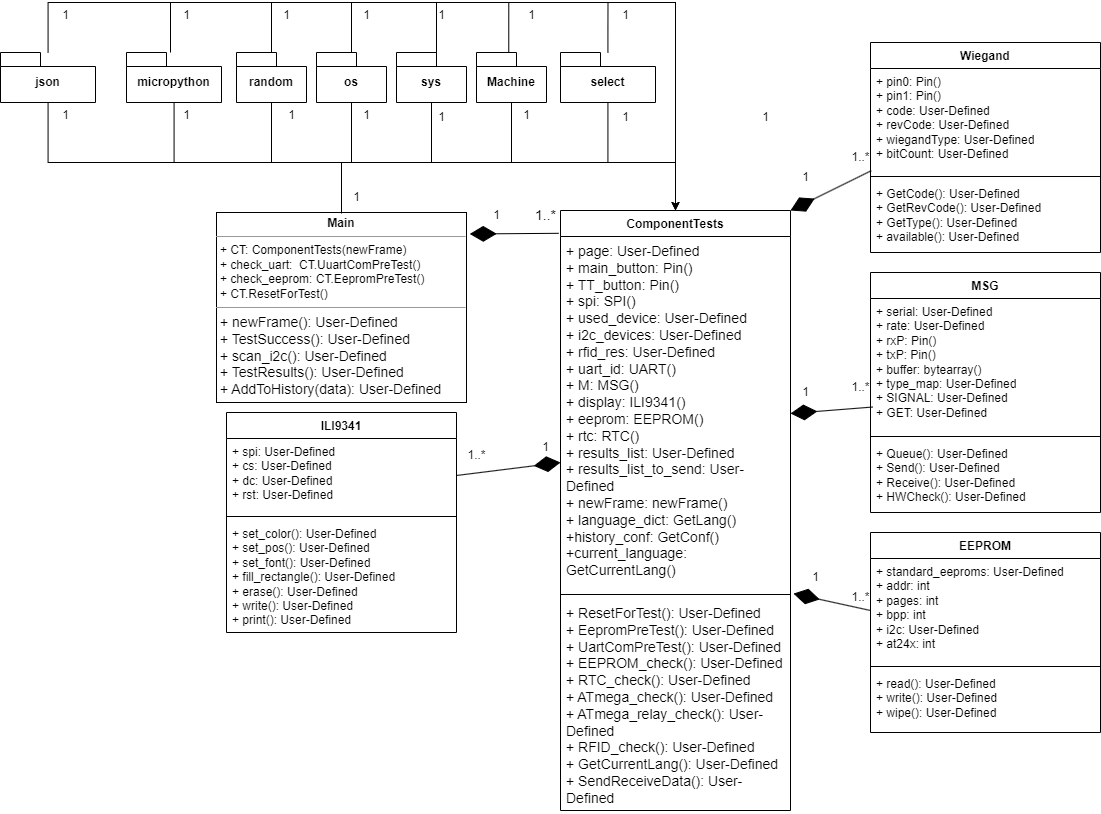 1 1 1 1 1 1 1
json
micropython
random
os
sys
Machine
select
1 1 1 1 1 1 1 1
1
Main
+ CT: ComponentTests(newFrame)
+ check_uart:  CT.UuartComPreTest()
+ check_eeprom: CT.EepromPreTest()
+ CT.ResetForTest()
+ newFrame(): User-Defined
+ TestSuccess(): User-Defined
+ scan_i2c(): User-Defined
+ TestResults(): User-Defined
+ AddToHistory(data): User-Defined
1 1..*
ILI9341
+ spi: User-Defined
+ cs: User-Defined
+ dc: User-Defined
+ rst: User-Defined
+ set_color(): User-Defined
+ set_pos(): User-Defined
+ set_font(): User-Defined
+ fill_rectangle(): User-Defined
+ erase(): User-Defined
+ write(): User-Defined
+ print(): User-Defined
1..* 1
ComponentTests
+ page: User-Defined
+ main_button: Pin()
+ TT_button: Pin()
+ spi: SPI()
+ used_device: User-Defined
+ i2c_devices: User-Defined
+ rfid_res: User-Defined
+ uart_id: UART()
+ M: MSG()
+ display: ILI9341()
+ eeprom: EEPROM()
+ rtc: RTC()
+ results_list: User-Defined
+ results_list_to_send: User-
Defined
+ newFrame: newFrame()
+ language_dict: GetLang()
+history_conf: GetConf()
+current_language:
GetCurrentLang()
+ ResetForTest(): User-Defined
+ EepromPreTest(): User-Defined
+ UartComPreTest(): User-Defined
+ EEPROM_check(): User-Defined
+ RTC_check(): User-Defined
+ ATmega_check(): User-Defined
+ ATmega_relay_check(): User-
Defined
+ RFID_check(): User-Defined
+ GetCurrentLang(): User-Defined
+ SendReceiveData(): User-
Defined
1 1..*
Wiegand
+ pin0: Pin()
+ pin1: Pin()
+ code: User-Defined
+ revCode: User-Defined
+ wiegandType: User-Defined
+ bitCount: User-Defined
+ GetCode(): User-Defined
+ GetRevCode(): User-Defined
+ GetType(): User-Defined
+ available(): User-Defined
1 1..*
MSG
+ serial: User-Defined
+ rate: User-Defined
+ rxP: Pin()
+ txP: Pin()
+ buffer: bytearray()
+ type_map: User-Defined
+ SIGNAL: User-Defined
+ GET: User-Defined
+ Queue(): User-Defined
+ Send(): User-Defined
+ Receive(): User-Defined
+ HWCheck(): User-Defined
1 1..*
EEPROM
+ standard_eeproms: User-Defined
+ addr: int
+ pages: int
+ bpp: int
+ i2c: User-Defined
+ at24x: int
+ read(): User-Defined
+ write(): User-Defined
+ wipe(): User-Defined